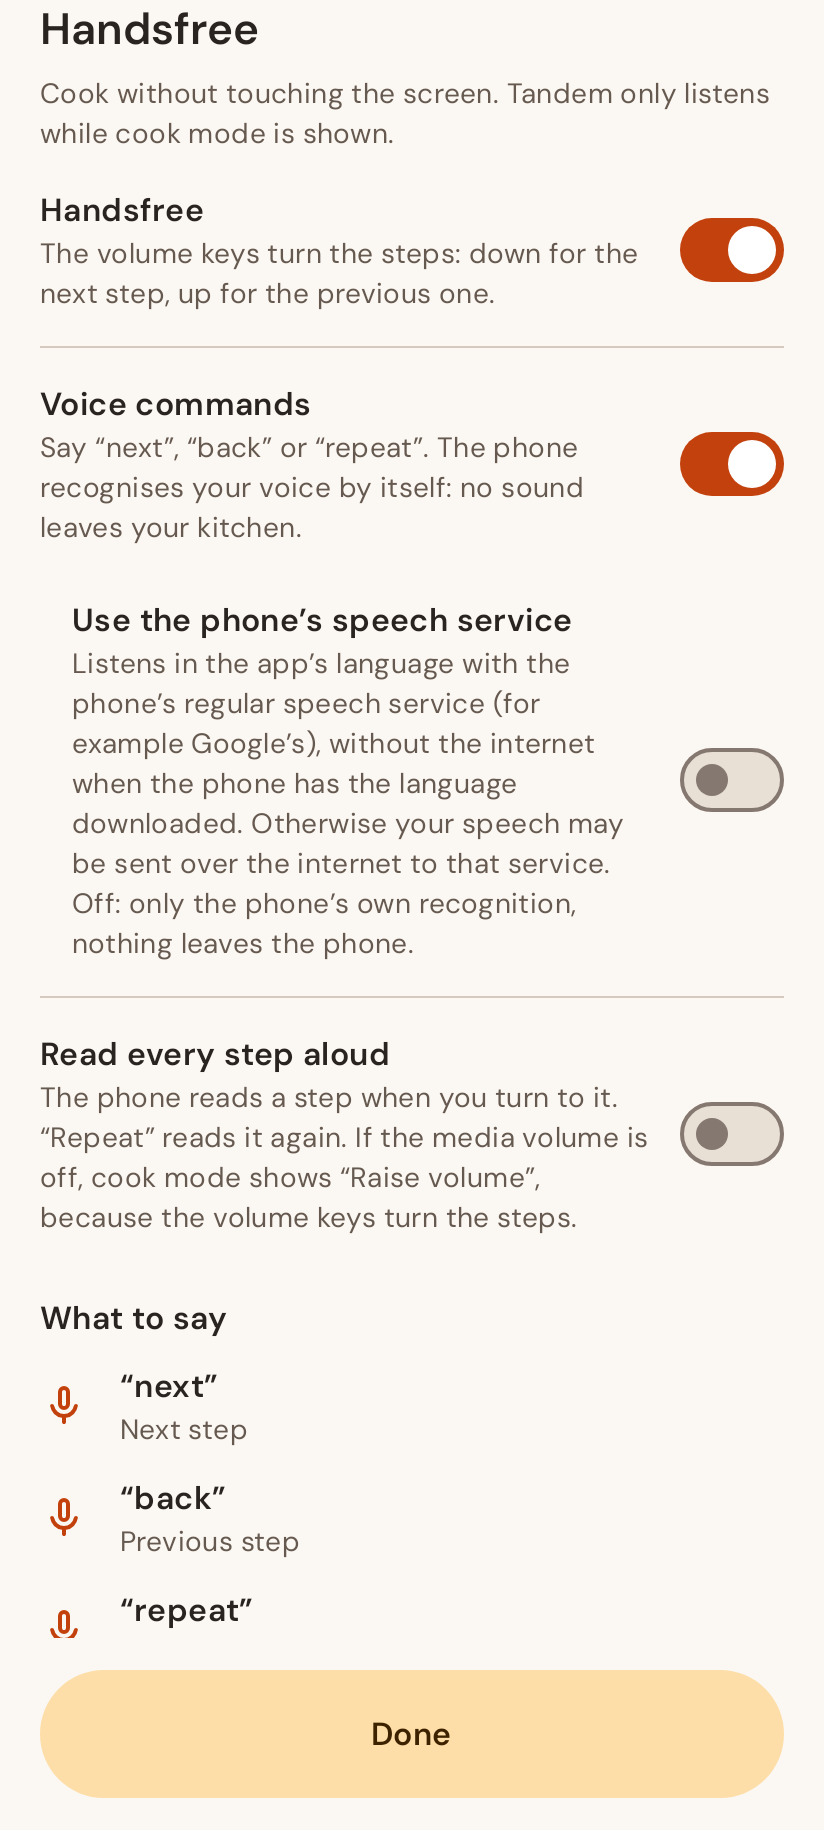 Handsfree
Cook without touching the screen. Tandem only listens
while cook mode is shown.
Handsfree
The volume keys turn the steps: down for the
next step, up for the previous one.
Voice commands
Say “next”, “back” or “repeat”. The phone
recognises your voice by itself: no sound
leaves your kitchen.
Use the phone’s speech service
Listens in the app’s language with the
phone’s regular speech service (for
example Google’s), without the internet
when the phone has the language
downloaded. Otherwise your speech may
be sent over the internet to that service.
Off: only the phone’s own recognition,
nothing leaves the phone.
Read every step aloud
The phone reads a step when you turn to it.
“Repeat” reads it again. If the media volume is
off, cook mode shows “Raise volume”,
because the volume keys turn the steps.
What to say
“next”
Next step
“back”
Previous step
“repeat”
Done